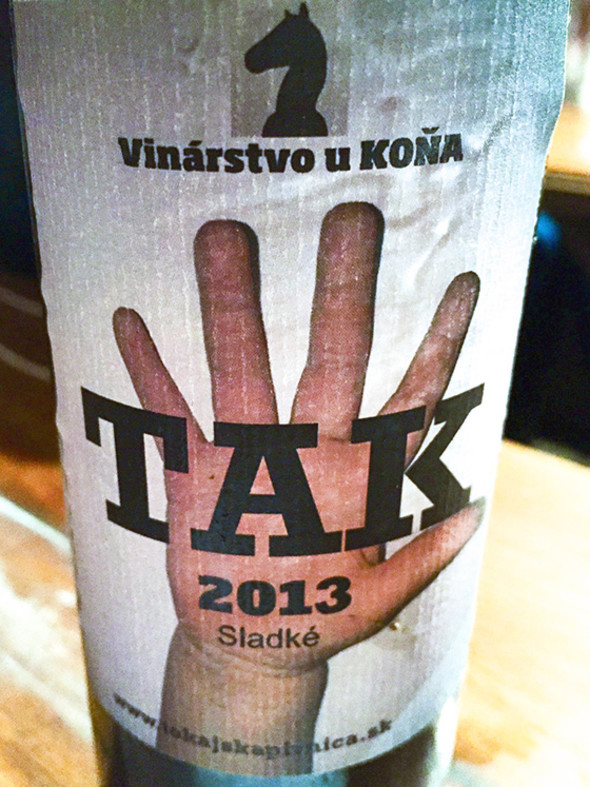 Vinárstvo u KOŇA
TAK
2013
Sladké
www.tokajskapivnica.sk